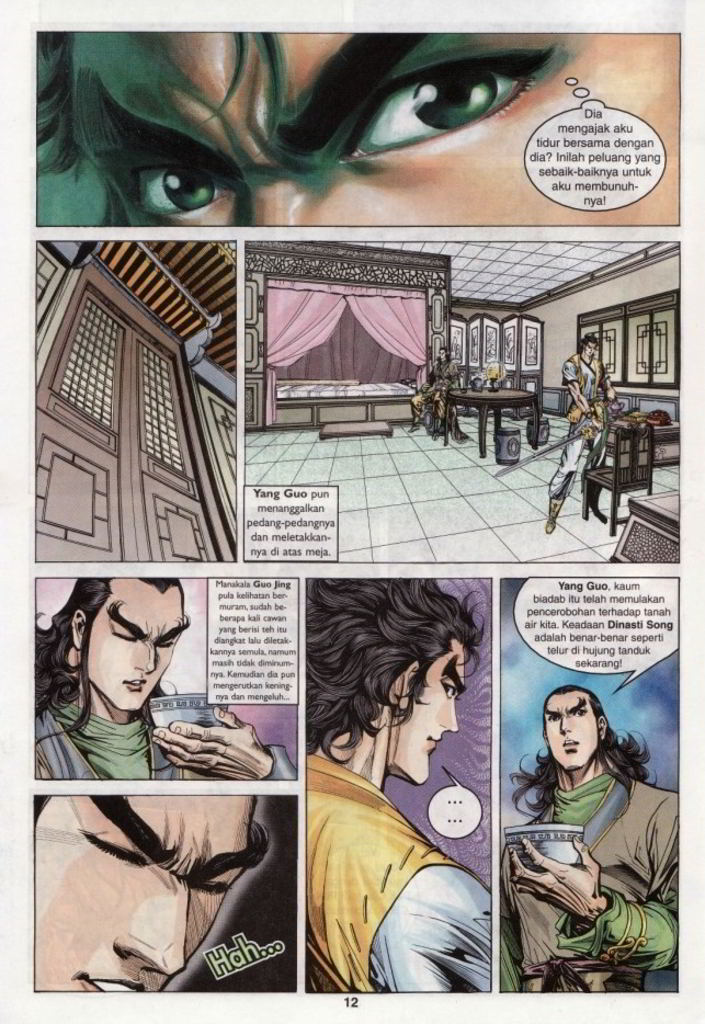 Dia
mengajak aku
tidur bersama dengan
dia? Inilah peluang yang
sebaik-baiknya untuk
aku membunuh-
nya!
Yang Guo pun
menanggalkan
pedang-pedangnya
dan meletakkan-
nya di atas meja.
Manakala Guo Jing
pula kelihatan ber-
muram, sudah be-
berapa kali cawan
yang berisi teh itu
diangkat lalu diletak-
kannya semula, namum
masih tidak diminum-
nya. Kemudian dia pun
mengerutkan kening-
nya dan mengeluh...
Hah...
...
...
Yang Guo, kaum
biadab itu telah memulakan
pencerobohan terhadap tanah
air kita. Keadaan Dinasti Song
adalah benar-benar seperti
telur di hujung tanduk
sekarang!
12